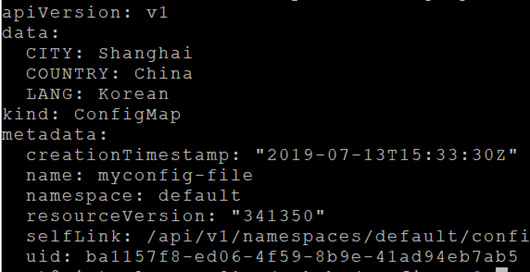 apiVersion: v1
data:
  CITY: Shanghai
  COUNTRY: China
  LANG: Korean
kind: ConfigMap
metadata:
  creationTimestamp: "2019-07-13T15:33:30Z"
  name: myconfig-file
  namespace: default
  resourceVersion: "341350"
  selfLink: /api/v1/namespaces/default/confi
  uid: ba1157f8-ed06-4f59-8b9e-41ad94eb7ab5